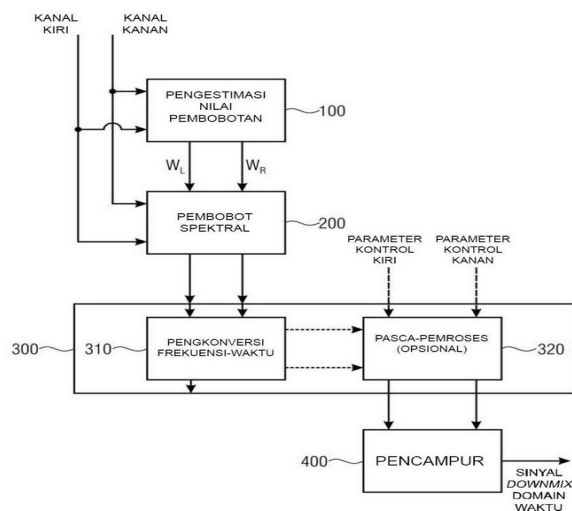 KANAL
KIRI
KANAL
KANAN
PENGESTIMASI
NILAI
PEMBOBOTAN
100
WL
WR
PEMBOBOT
SPEKTRAL
200
PARAMETER
KONTROL
KIRI
PARAMETER
KONTROL
KANAN
300
310
PENGKONVERSI
FREKUENSI-WAKTU
PASCA-PEMROSES
(OPSIONAL)
320
400
PENCAMPUR
SINYAL
DOWNMIX
DOMAIN
WAKTU